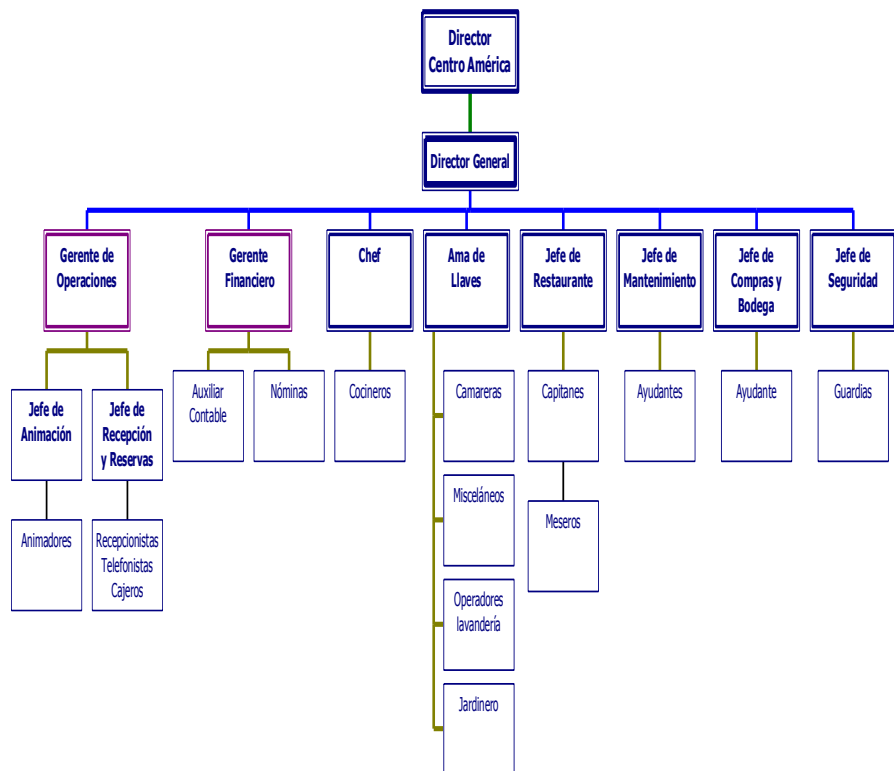 Director
Centro América
Director General
Gerente de
Operaciones
Gerente
Financiero
Chef
Ama de
Llaves
Jefe de
Restaurante
Jefe de
Mantenimiento
Jefe de
Compras y
Bodega
Jefe de
Seguridad
Jefe de
Animación
Jefe de
Recepción
y Reservas
Auxiliar
Contable
Nóminas
Cocineros
Camareras
Capitanes
Ayudantes
Ayudante
Guardias
Animadores
Recepcionistas
Telefonistas
Cajeros
Misceláneos
Meseros
Operadores
lavandería
Jardinero